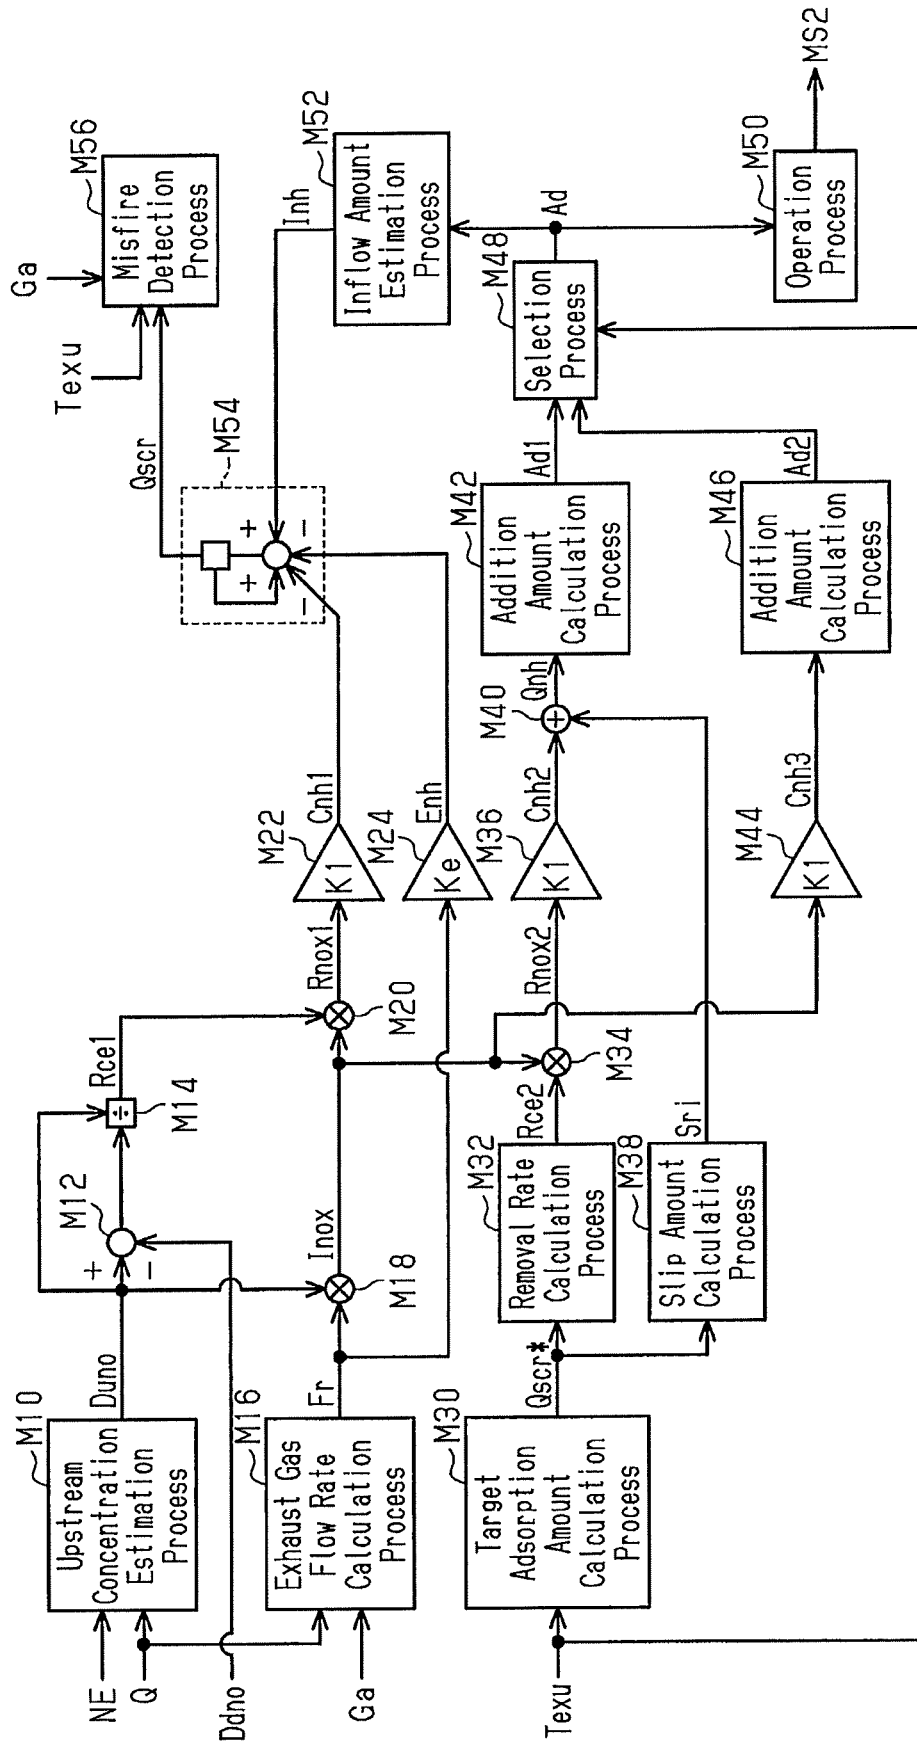 NE
Q
Ddno
Ga
Texu
M10
Upstream
Concentration
Estimation
Process
Duno
M16
Exhaust Gas
Flow Rate
Calculation
Process
Fr
M30
Target
Adsorption
Amount
Calculation
Process
Qscr*
+
−
M12
÷
M14
Rce1
M18
Inox
M20
Rnox1
M32
Removal Rate
Calculation
Process
Rce2
M38
Slip Amount
Calculation
Process
Sri
M34
Rnox2
M22
K1
Cnh1
M24
Ke
Enh
M36
K1
Cnh2
M44
K1
Cnh3
M40
+
Qnh
M42
Addition
Amount
Calculation
Process
Ad1
M46
Addition
Amount
Calculation
Process
Ad2
M54
+
+
−
−
Qscr
Texu
Ga
M56
Misfire
Detection
Process
Inh
M52
Inflow Amount
Estimation
Process
M48
Selection
Process
Ad
M50
Operation
Process
MS2